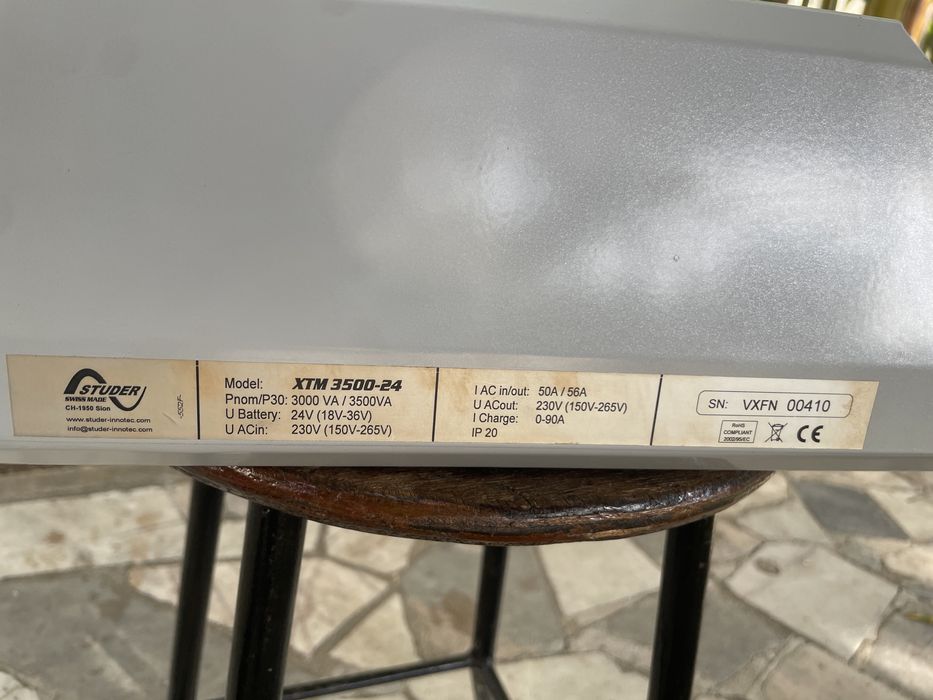 STUDER
SWISS MADE
CH-1950 Sion
www.studer-innotec.com
info@studer-innotec.com
Model: XTM 3500-24
Pnom/P30: 3000 VA / 3500VA
U Battery: 24V (18V-36V)
U ACin: 230V (150V-265V)
I AC in/out: 50A / 56A
U ACout: 230V (150V-265V)
I Charge: 0-90A
IP 20
SN: VXFN 00410
RoHS
COMPLIANT
2002/95/EC
CE